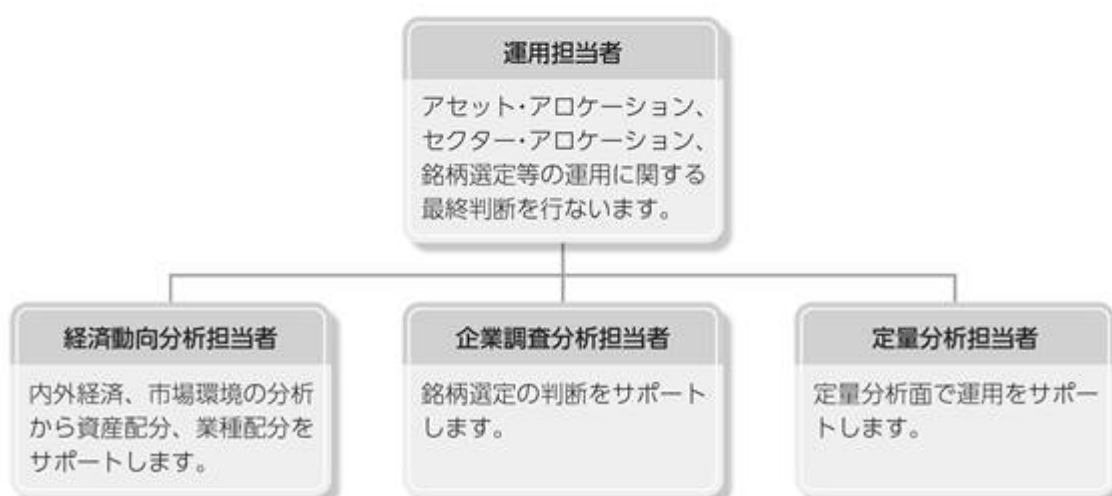 運用担当者
アセット・アロケーション、
セクター・アロケーション、
銘柄選定等の運用に関する
最終判断を行ないます。
経済動向分析担当者
内外経済、市場環境の分析
から資産配分、業種配分を
サポートします。
企業調査分析担当者
銘柄選定の判断をサポート
します。
定量分析担当者
定量分析面で運用をサポー
トします。